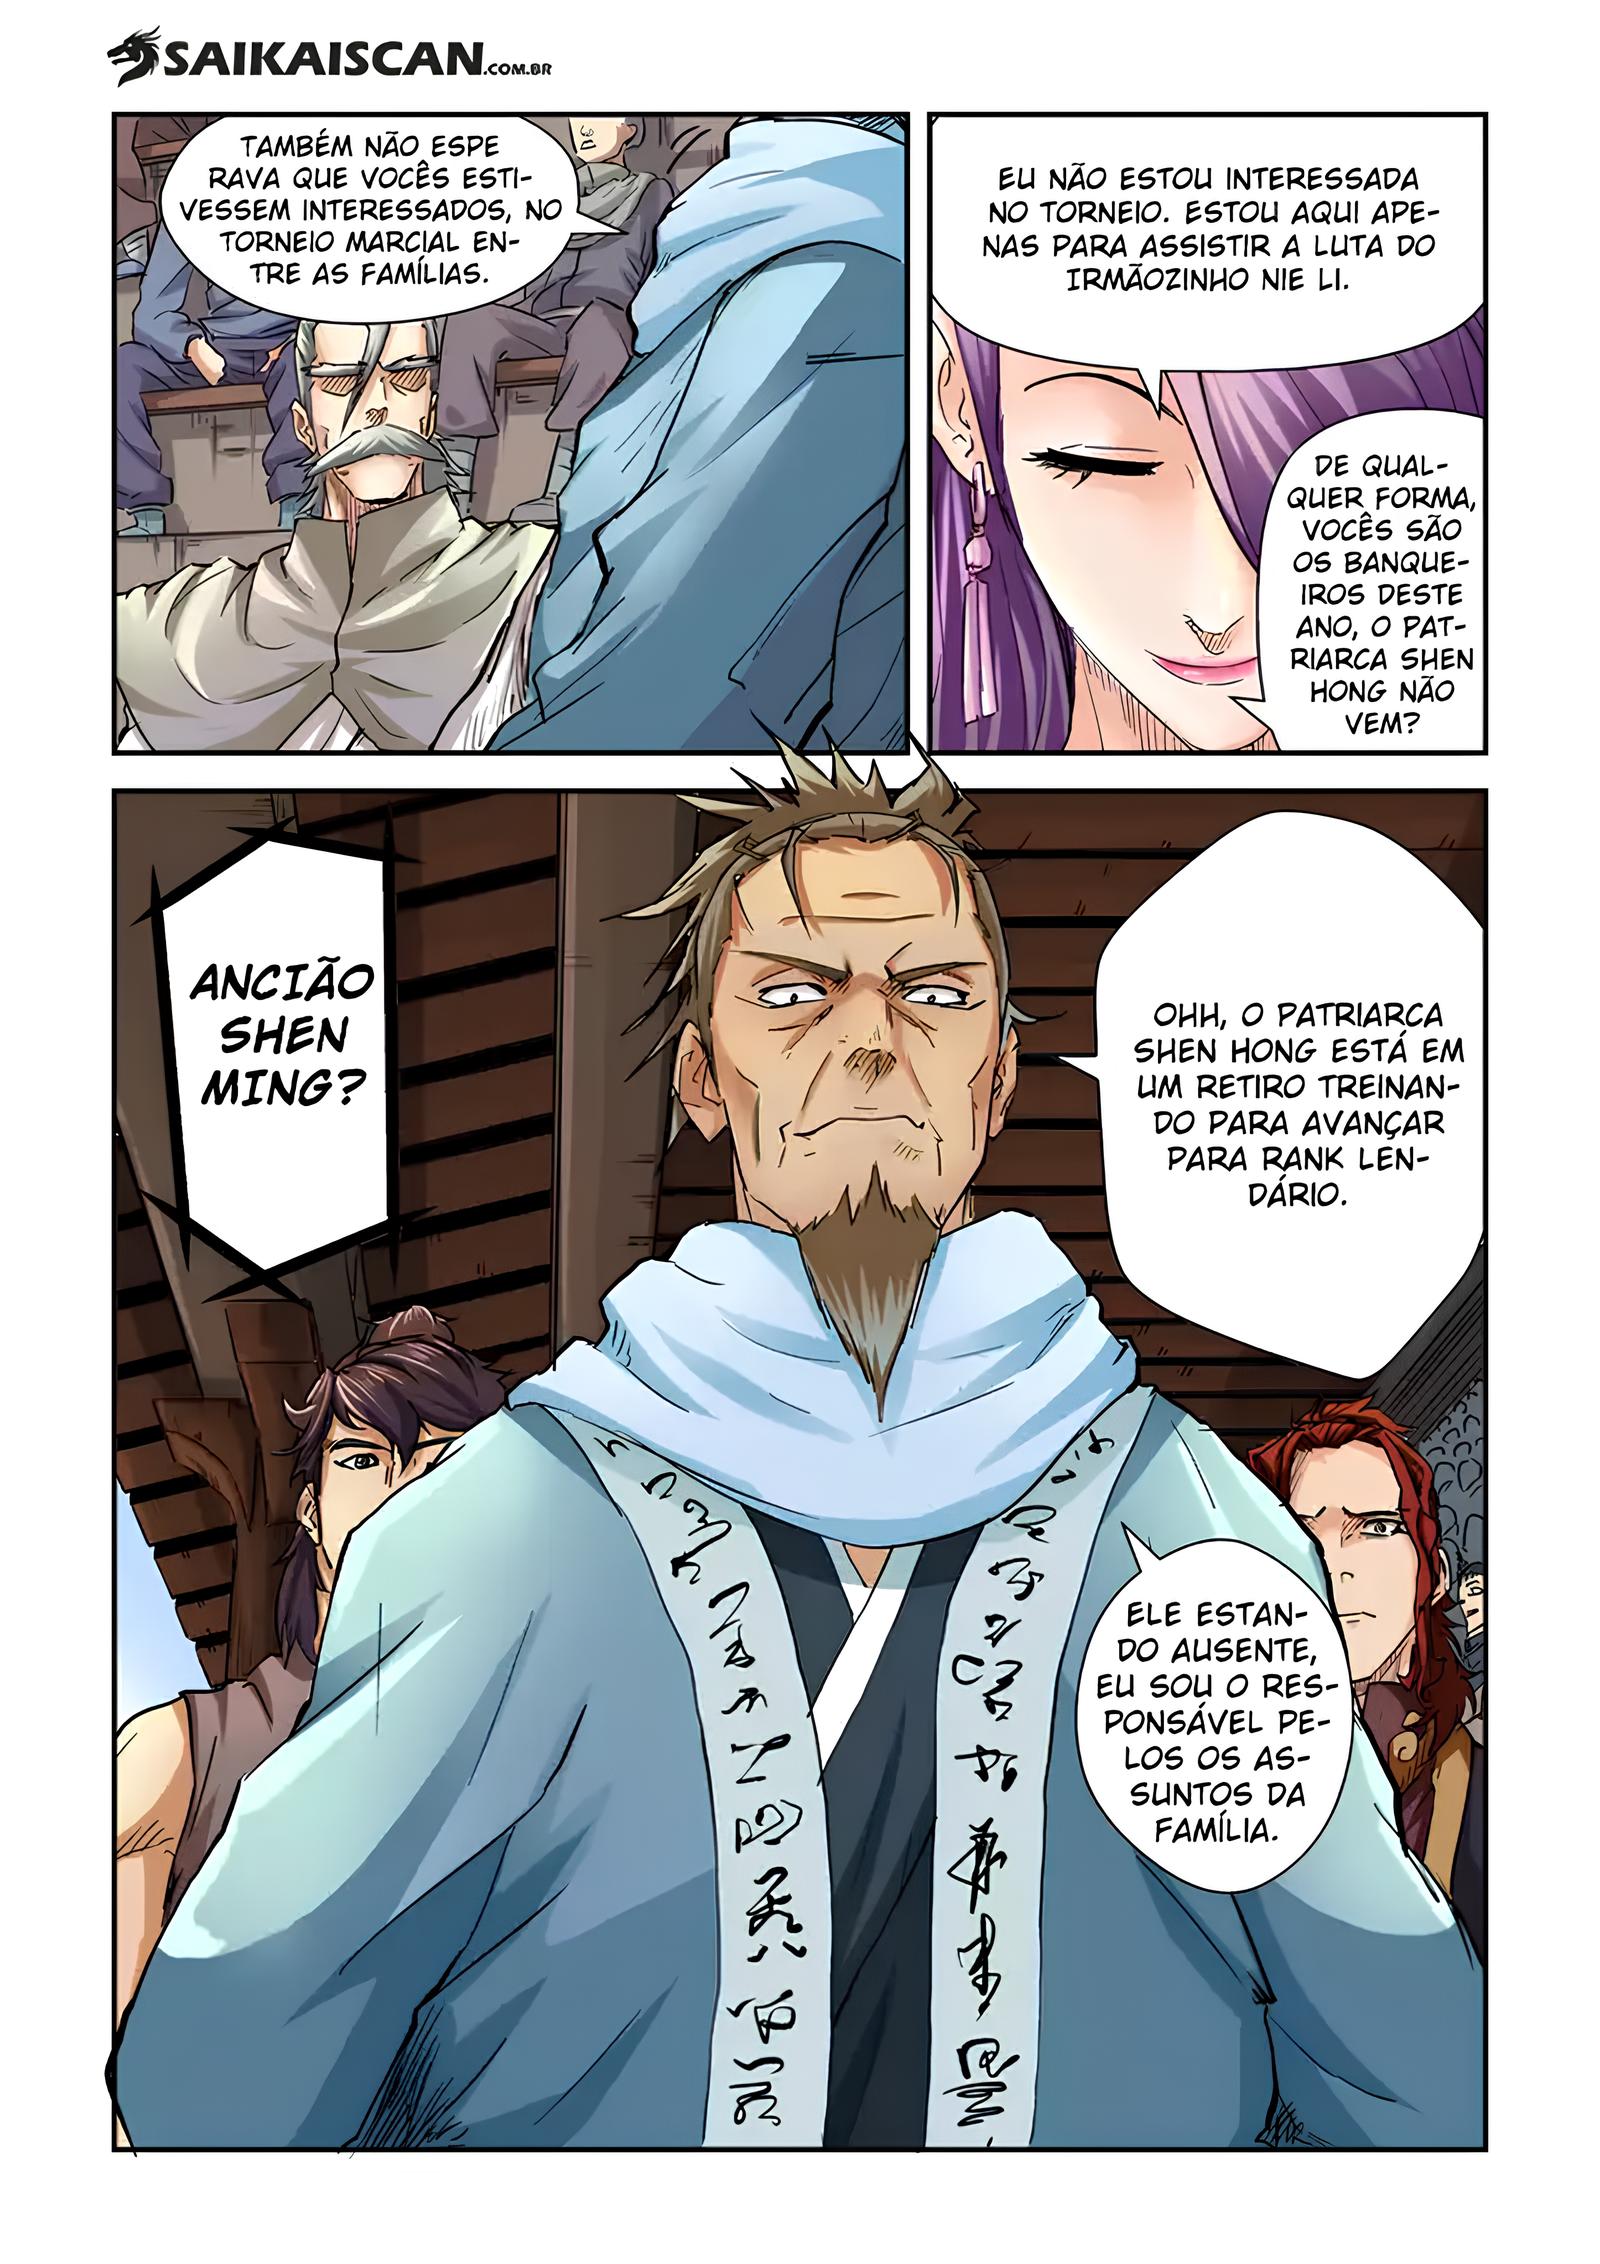 SAIKAISCAN.COM.BR
TAMBÉM NÃO ESPE
RAVA QUE VOCÊS ESTI-
VESSEM INTERESSADOS, NO
TORNEIO MARCIAL EN-
TRE AS FAMÍLIAS.
EU NÃO ESTOU INTERESSADA
NO TORNEIO. ESTOU AQUI APE-
NAS PARA ASSISTIR A LUTA DO
IRMÃOZINHO NIE LI.
DE QUAL-
QUER FORMA,
VOCÊS SÃO
OS BANQUE-
IROS DESTE
ANO, O PAT-
RIARCA SHEN
HONG NÃO
VEM?
ANCIÃO
SHEN
MING?
OHH, O PATRIARCA
SHEN HONG ESTÁ EM
UM RETIRO TREINAN-
DO PARA AVANÇAR
PARA RANK LEN-
DÁRIO.
ELE ESTAN-
DO AUSENTE,
EU SOU O RES-
PONSÁVEL PE-
LOS OS AS-
SUNTOS DA
FAMÍLIA.